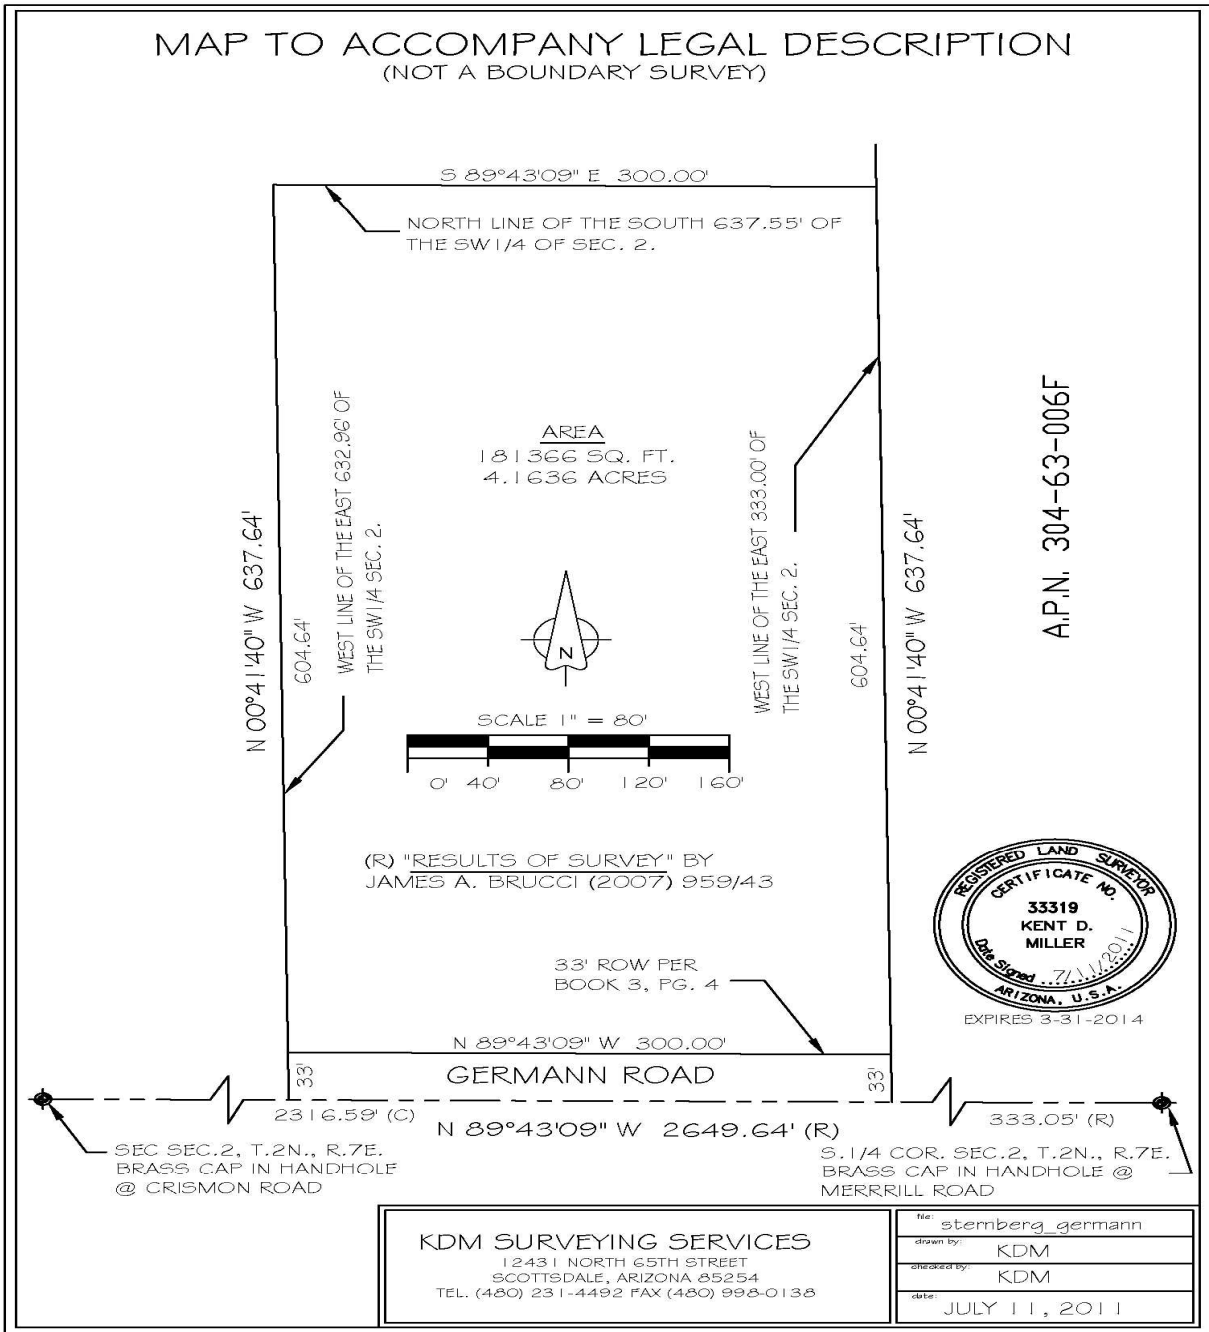 MAP TO ACCOMPANY LEGAL DESCRIPTION
(NOT A BOUNDARY SURVEY)
S 89°43'09" E 300.00'
NORTH LINE OF THE SOUTH 637.55' OF
THE SW1/4 OF SEC. 2.
AREA
181366 SQ. FT.
4.1636 ACRES
N 00°41'40" W 637.64'
604.64'
WEST LINE OF THE EAST 632.96' OF
THE SW1/4 SEC. 2.
WEST LINE OF THE EAST 333.00' OF
THE SW1/4 SEC. 2.
604.64'
N 00°41'40" W 637.64'
A.P.N. 304-63-006F
N
SCALE 1" = 80'
0' 40' 80' 120' 160'
(R) "RESULTS OF SURVEY" BY
JAMES A. BRUCCI (2007) 959/43
REGISTERED LAND SURVEYOR
CERTIFICATE NO.
33319
KENT D.
MILLER
Date Signed 7/11/2011
ARIZONA, U.S.A.
EXPIRES 3-31-2014
33' ROW PER
BOOK 3, PG. 4
N 89°43'09" W 300.00'
33'
GERMANN ROAD
33'
2316.59' (C)
N 89°43'09" W 2649.64' (R)
333.05' (R)
SEC SEC.2, T.2N., R.7E.
BRASS CAP IN HANDHOLE
@ CRISMON ROAD
S.1/4 COR. SEC.2, T.2N., R.7E.
BRASS CAP IN HANDHOLE @
MERRRILL ROAD
KDM SURVEYING SERVICES
12431 NORTH 65TH STREET
SCOTTSDALE, ARIZONA 85254
TEL. (480) 231-4492 FAX (480) 998-0138
file: sternberg_germann
drawn by: KDM
checked by: KDM
date: JULY 11, 2011